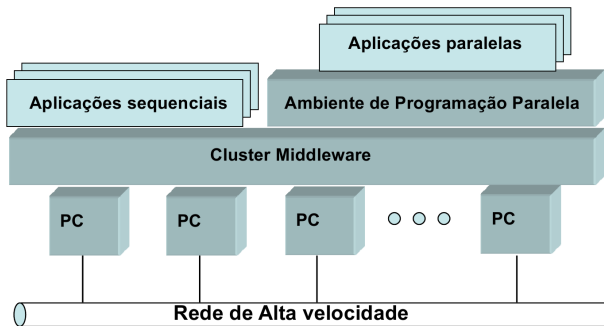 Aplicações paralelas
Aplicações sequenciais
Ambiente de Programação Paralela
Cluster Middleware
PC
PC
PC
PC
Rede de Alta velocidade